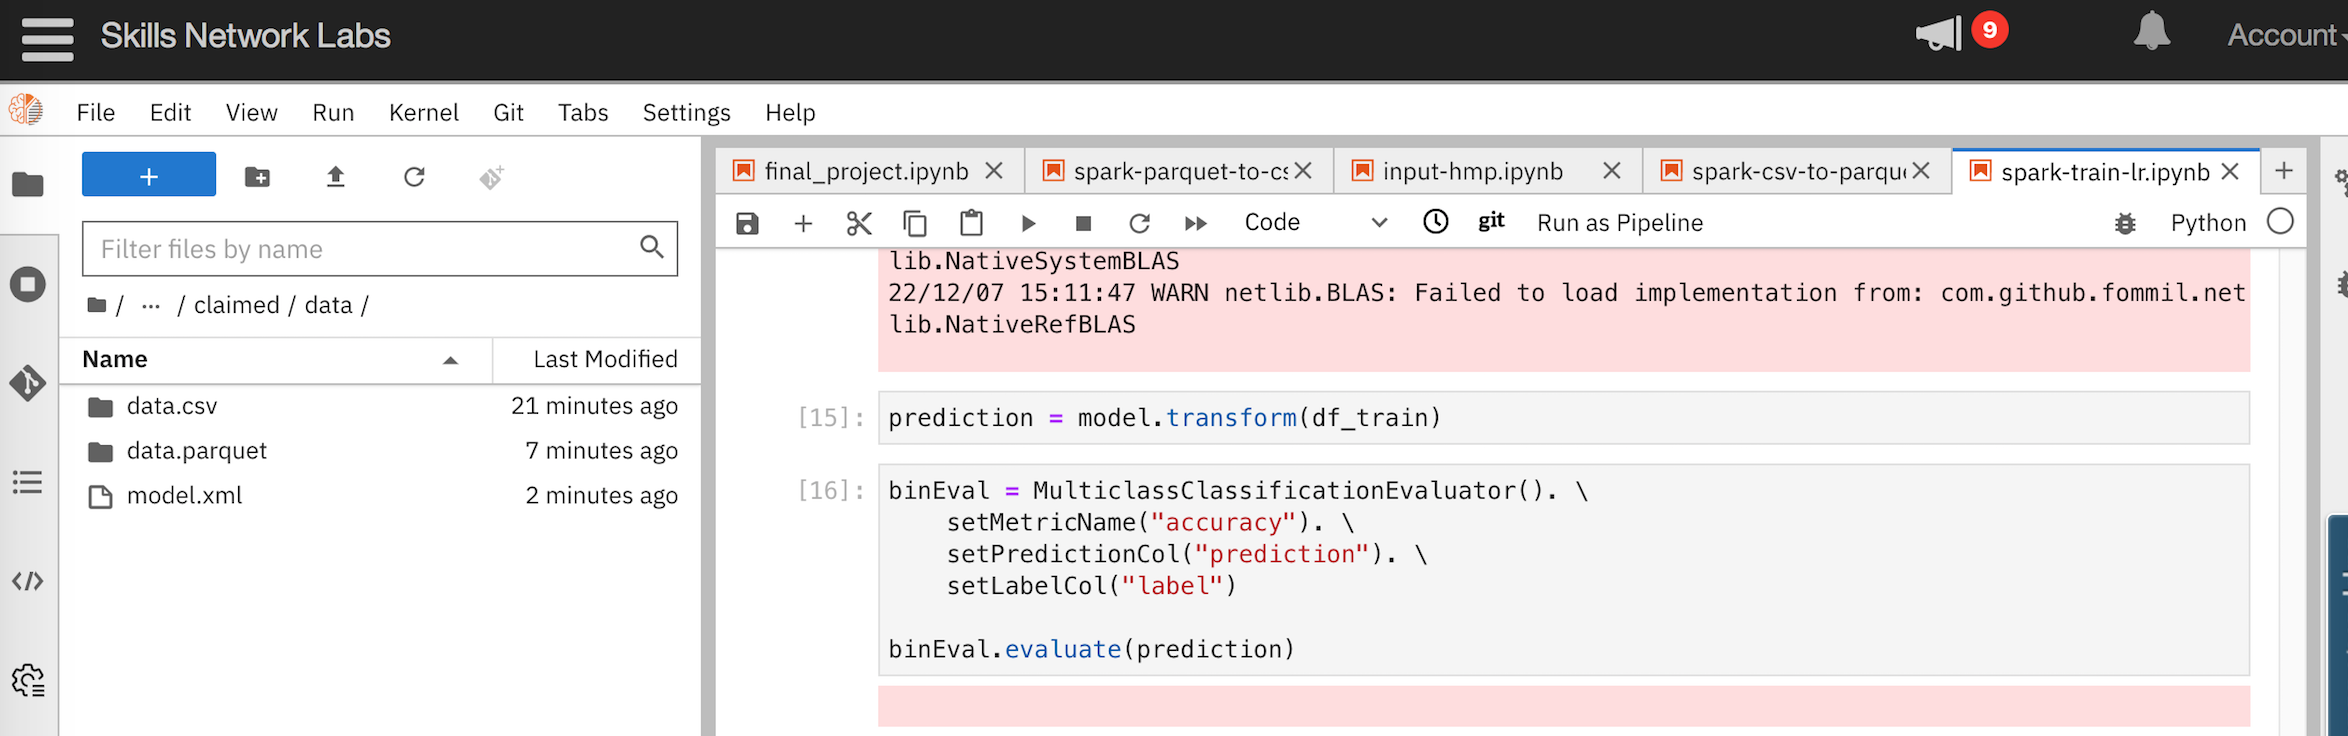 Skills Network Labs
9
Account
File Edit View Run Kernel Git Tabs Settings Help
final_project.ipynb
spark-parquet-to-cs
input-hmp.ipynb
spark-csv-to-parqu
spark-train-lr.ipynb
Code
git
Run as Pipeline
Python
Filter files by name
/ ... / claimed / data /
Name Last Modified
data.csv 21 minutes ago
data.parquet 7 minutes ago
model.xml 2 minutes ago
lib.NativeSystemBLAS
22/12/07 15:11:47 WARN netlib.BLAS: Failed to load implementation from: com.github.fommil.net
lib.NativeRefBLAS
[15]: prediction = model.transform(df_train)
[16]: binEval = MulticlassClassificationEvaluator(). \
setMetricName("accuracy"). \
setPredictionCol("prediction"). \
setLabelCol("label")
binEval.evaluate(prediction)